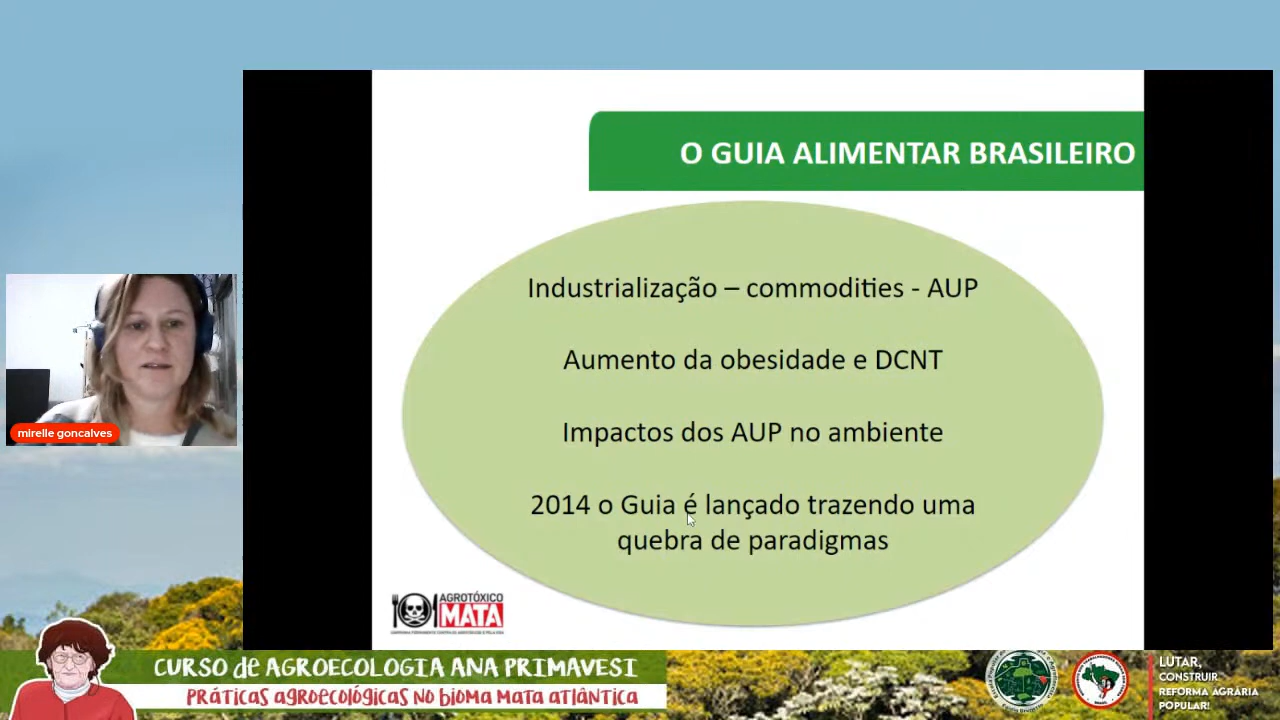 O GUIA ALIMENTAR BRASILEIRO
Industrialização – commodities - AUP
Aumento da obesidade e DCNT
Impactos dos AUP no ambiente
2014 o Guia é lançado trazendo uma
quebra de paradigmas
mirelle goncalves
AGROTÓXICO
MATA
CURSO de AGROECOLOGIA ANA PRIMAVESI
PRÁTICAS AGROECOLÓGICAS NO BIOMA MATA ATLÂNTICA
LUTAR,
CONSTRUIR
REFORMA AGRÁRIA
POPULAR!